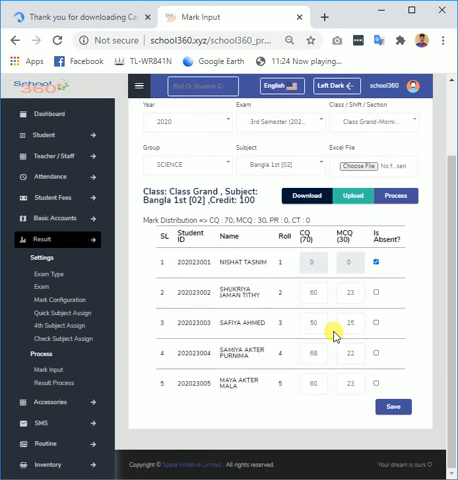 Thank you for downloading Ca
Mark Input
Not secure
school360.xyz/school360_pr...
Apps
Facebook
TL-WR841N
Google Earth
11:24 Now playing...
School 360
Roll Or Student ID
English
Left Dark
school360
Dashboard
Student
Teacher / Staff
Attendance
Student Fees
Basic Accounts
Result
Settings
Exam Type
Exam
Mark Configuration
Quick Subject Assign
4th Subject Assign
Check Subject Assign
Process
Mark Input
Result Process
Accessories
SMS
Routine
Inventory
Year Exam Class / Shift / Section
2020 3rd Semester (202... Class Grand-Morni...
Group Subject Excel File
SCIENCE Bangla 1st [02] Choose File No f...sen
Class: Class Grand , Subject:
Bangla 1st [02] ,Credit: 100
Download Upload Process
Mark Distribution => CQ : 70, MCQ : 30, PR : 0, CT : 0
SL Student ID Name Roll CQ (70) MCQ (30) Is Absent?
1 202023001 NISHAT TASNIM 1 0 0
2 202023002 SHUKRIYA JAMAN TITHY 2 60 23
3 202023003 SAFIYA AHMED 3 50 25
4 202023004 SAMIYA AKTER PURNIMA 4 68 22
5 202023005 MAYA AKTER MALA 5 60 23
Save
Copyright © Spate Initiative Limited . All rights reserved.
Your dream is ours ♡